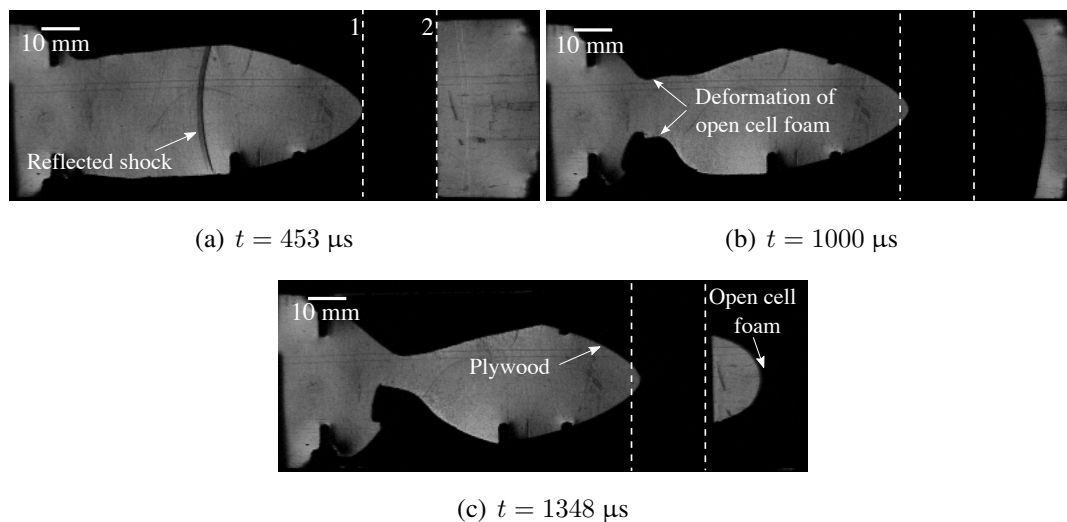 10 mm
1
2
Reflected shock
(a) t = 453 µs
10 mm
Deformation of
open cell foam
(b) t = 1000 µs
10 mm
Plywood
Open cell
foam
(c) t = 1348 µs